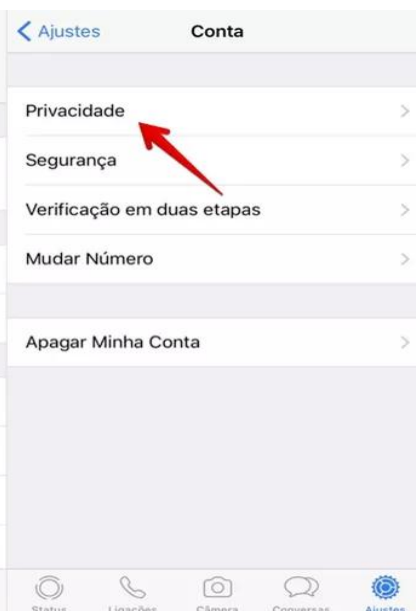 Ajustes Conta
Privacidade
Segurança
Verificação em duas etapas
Mudar Número
Apagar Minha Conta
Status Ligações Câmera Conversas Ajustes